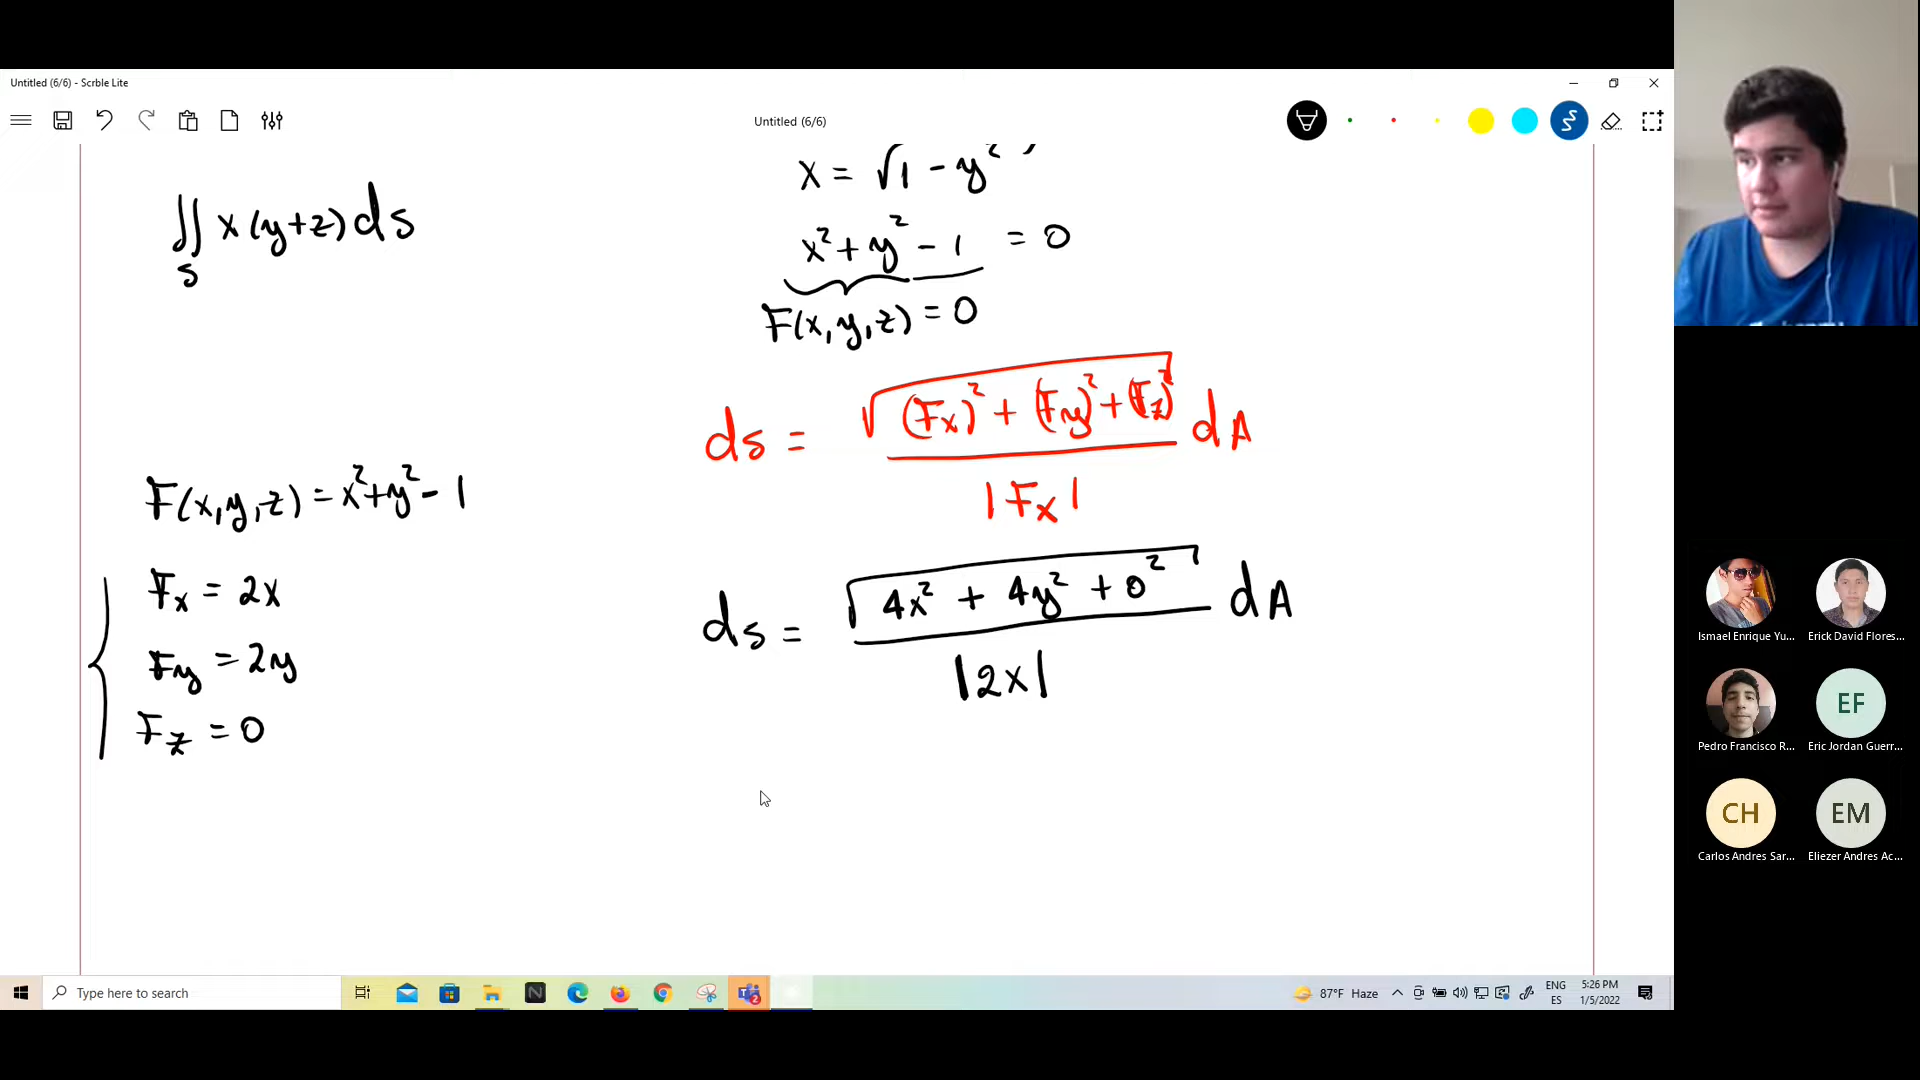 Untitled (6/6) - Scrble Lite
Untitled (6/6)
∬ x(y+z) ds
S
x = √1 - y²
x² + y² - 1 = 0
F(x,y,z) = 0
ds = √(Fx)² + (Fy)² + (Fz)² dA
|Fx|
F(x,y,z) = x² + y² - 1
Fx = 2x
Fy = 2y
Fz = 0
ds = √4x² + 4y² + 0² dA
|2x|
Ismael Enrique Yu...
Erick David Flores...
Pedro Francisco R...
EF
Eric Jordan Guerr...
CH
Carlos Andres Sar...
EM
Eliezer Andres Ac...
Type here to search
2
87°F Haze
ENG
ES
5:26 PM
1/5/2022